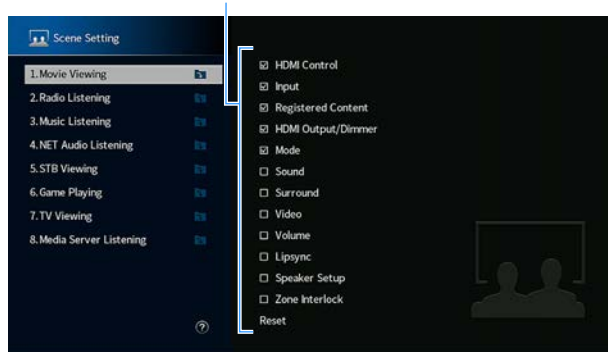 Scene Setting
1.Movie Viewing
2.Radio Listening
3.Music Listening
4.NET Audio Listening
5.STB Viewing
6.Game Playing
7.TV Viewing
8.Media Server Listening
?
HDMI Control
Input
Registered Content
HDMI Output/Dimmer
Mode
Sound
Surround
Video
Volume
Lipsync
Speaker Setup
Zone Interlock
Reset